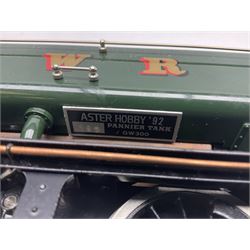 W R
ASTER HOBBY '92
PANNIER TANK
/ GW300